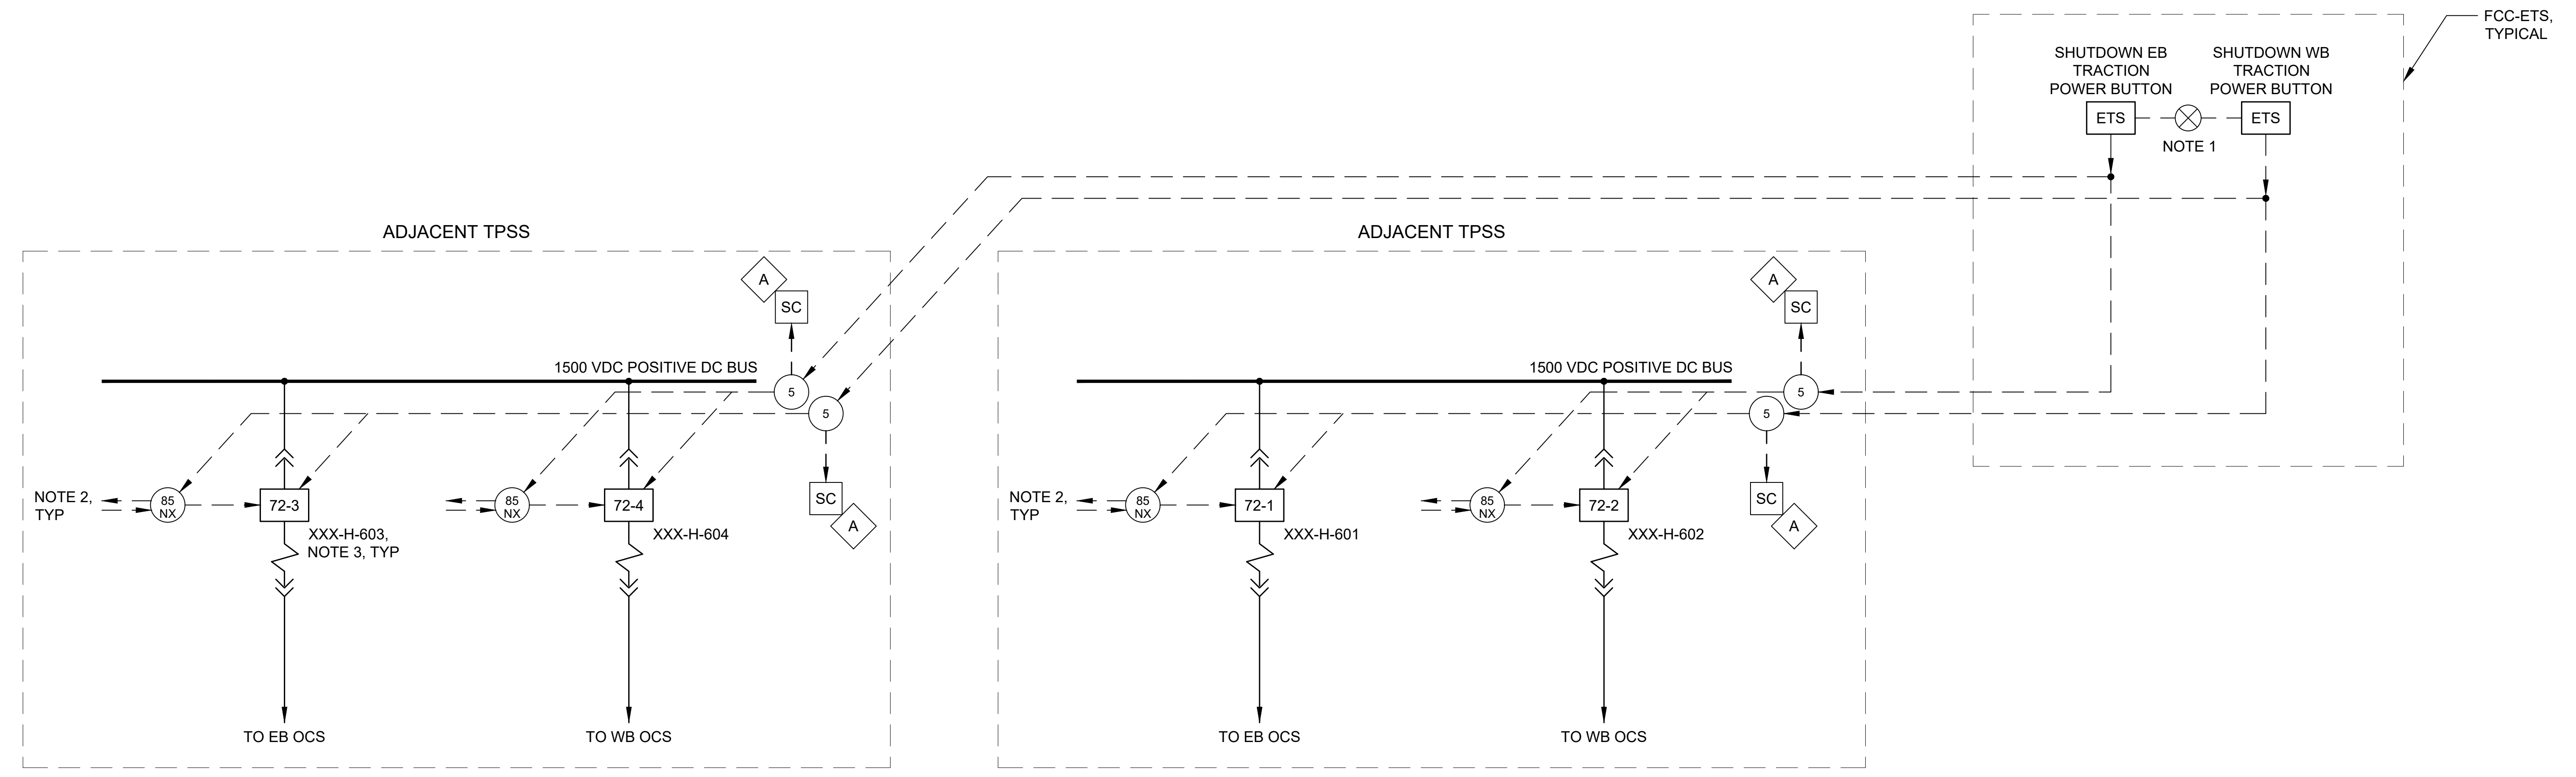 FCC-ETS,
TYPICAL
SHUTDOWN EB
TRACTION
POWER BUTTON
SHUTDOWN WB
TRACTION
POWER BUTTON
ETS
ETS
NOTE 1
ADJACENT TPSS
A
SC
1500 VDC POSITIVE DC BUS
5
5
NOTE 2,
TYP
85
NX
72-3
85
NX
72-4
SC
A
XXX-H-603,
NOTE 3, TYP
XXX-H-604
TO EB OCS
TO WB OCS
ADJACENT TPSS
A
SC
1500 VDC POSITIVE DC BUS
5
5
NOTE 2,
TYP
85
NX
72-1
85
NX
72-2
SC
A
XXX-H-601
XXX-H-602
TO EB OCS
TO WB OCS